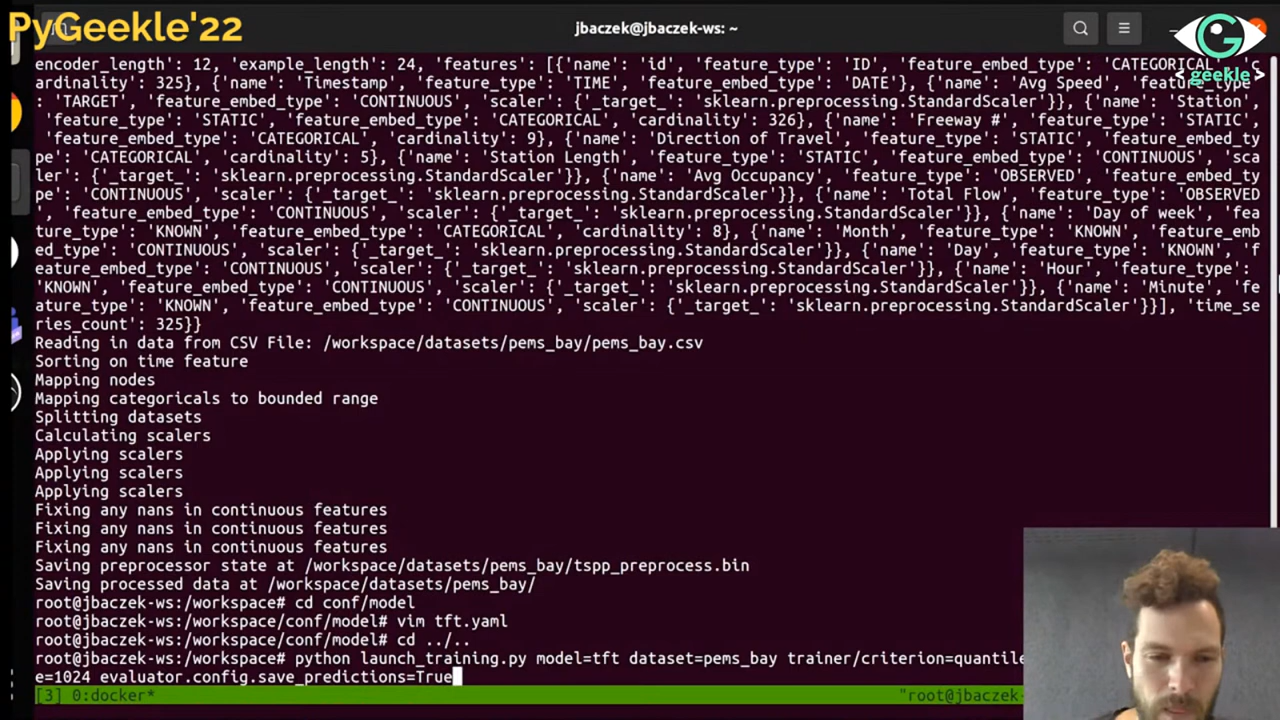 PyGeekle'22
jbaczek@jbaczek-ws: ~
G
< geekle >
encoder_length': 12, 'example_length': 24, 'features': [{'name': 'id', 'feature_type': 'ID', 'feature_embed_type': 'CATEGORICAL', 'c
ardinality': 325}, {'name': 'Timestamp', 'feature_type': 'TIME', 'feature_embed_type': 'DATE'}, {'name': 'Avg Speed', 'feature_type'
: 'TARGET', 'feature_embed_type': 'CONTINUOUS', 'scaler': {'_target_': 'sklearn.preprocessing.StandardScaler'}}, {'name': 'Station',
'feature_type': 'STATIC', 'feature_embed_type': 'CATEGORICAL', 'cardinality': 326}, {'name': 'Freeway #', 'feature_type': 'STATIC',
'feature_embed_type': 'CATEGORICAL', 'cardinality': 9}, {'name': 'Direction of Travel', 'feature_type': 'STATIC', 'feature_embed_ty
pe': 'CATEGORICAL', 'cardinality': 5}, {'name': 'Station Length', 'feature_type': 'STATIC', 'feature_embed_type': 'CONTINUOUS', 'sca
ler': {'_target_': 'sklearn.preprocessing.StandardScaler'}}, {'name': 'Avg Occupancy', 'feature_type': 'OBSERVED', 'feature_embed_ty
pe': 'CONTINUOUS', 'scaler': {'_target_': 'sklearn.preprocessing.StandardScaler'}}, {'name': 'Total Flow', 'feature_type': 'OBSERVED
', 'feature_embed_type': 'CONTINUOUS', 'scaler': {'_target_': 'sklearn.preprocessing.StandardScaler'}}, {'name': 'Day of week', 'fea
ture_type': 'KNOWN', 'feature_embed_type': 'CATEGORICAL', 'cardinality': 8}, {'name': 'Month', 'feature_type': 'KNOWN', 'feature_emb
ed_type': 'CONTINUOUS', 'scaler': {'_target_': 'sklearn.preprocessing.StandardScaler'}}, {'name': 'Day', 'feature_type': 'KNOWN', 'f
eature_embed_type': 'CONTINUOUS', 'scaler': {'_target_': 'sklearn.preprocessing.StandardScaler'}}, {'name': 'Hour', 'feature_type':
'KNOWN', 'feature_embed_type': 'CONTINUOUS', 'scaler': {'_target_': 'sklearn.preprocessing.StandardScaler'}}, {'name': 'Minute', 'fe
ature_type': 'KNOWN', 'feature_embed_type': 'CONTINUOUS', 'scaler': {'_target_': 'sklearn.preprocessing.StandardScaler'}}], 'time_se
ries_count': 325}}
Reading in data from CSV File: /workspace/datasets/pems_bay/pems_bay.csv
Sorting on time feature
Mapping nodes
Mapping categoricals to bounded range
Splitting datasets
Calculating scalers
Applying scalers
Applying scalers
Applying scalers
Fixing any nans in continuous features
Fixing any nans in continuous features
Fixing any nans in continuous features
Saving preprocessor state at /workspace/datasets/pems_bay/tspp_preprocess.bin
Saving processed data at /workspace/datasets/pems_bay/
root@jbaczek-ws:/workspace# cd conf/model
root@jbaczek-ws:/workspace/conf/model# vim tft.yaml
root@jbaczek-ws:/workspace/conf/model# cd ../..
root@jbaczek-ws:/workspace# python launch_training.py model=tft dataset=pems_bay trainer/criterion=quantile
e=1024 evaluator.config.save_predictions=True
[3] 0:docker* "root@jbaczek-ws: